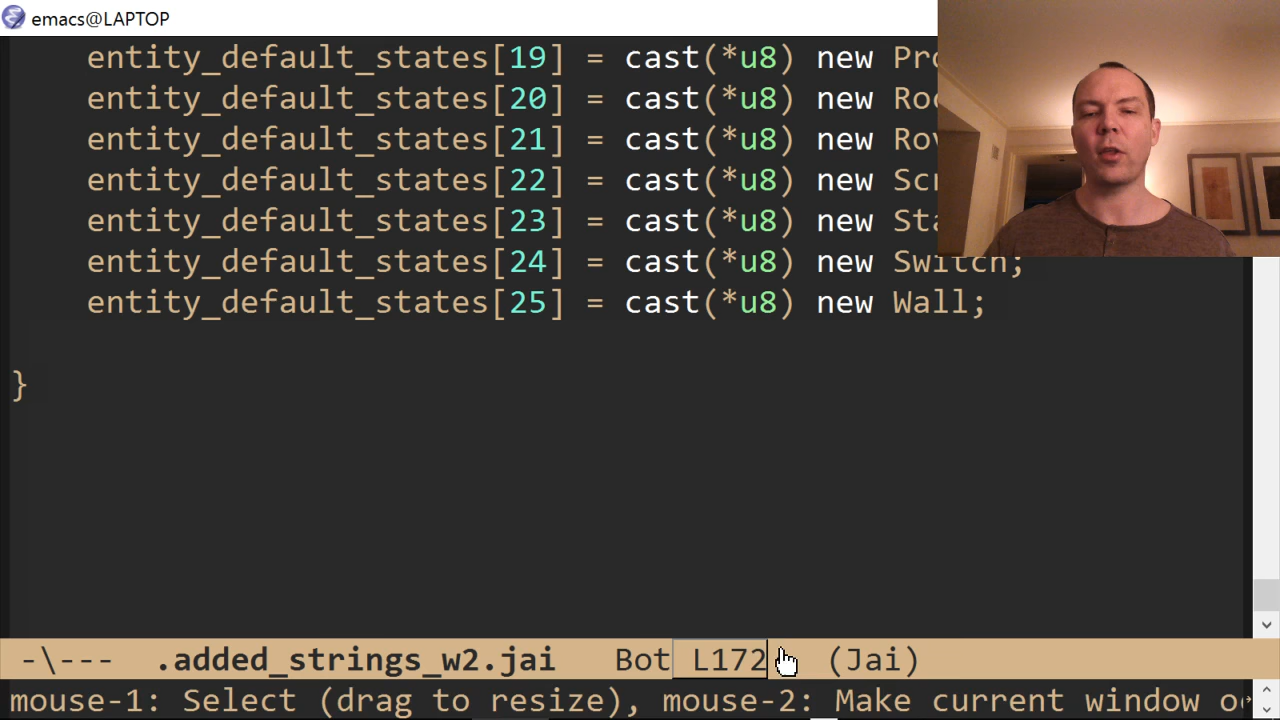 emacs@LAPTOP
entity_default_states[19] = cast(*u8) new
entity_default_states[20] = cast(*u8) new
entity_default_states[21] = cast(*u8) new
entity_default_states[22] = cast(*u8) new
entity_default_states[23] = cast(*u8) new
entity_default_states[24] = cast(*u8) new Switch;
entity_default_states[25] = cast(*u8) new Wall;
}
-\--- .added_strings_w2.jai Bot L172 (Jai)
mouse-1: Select (drag to resize), mouse-2: Make current window